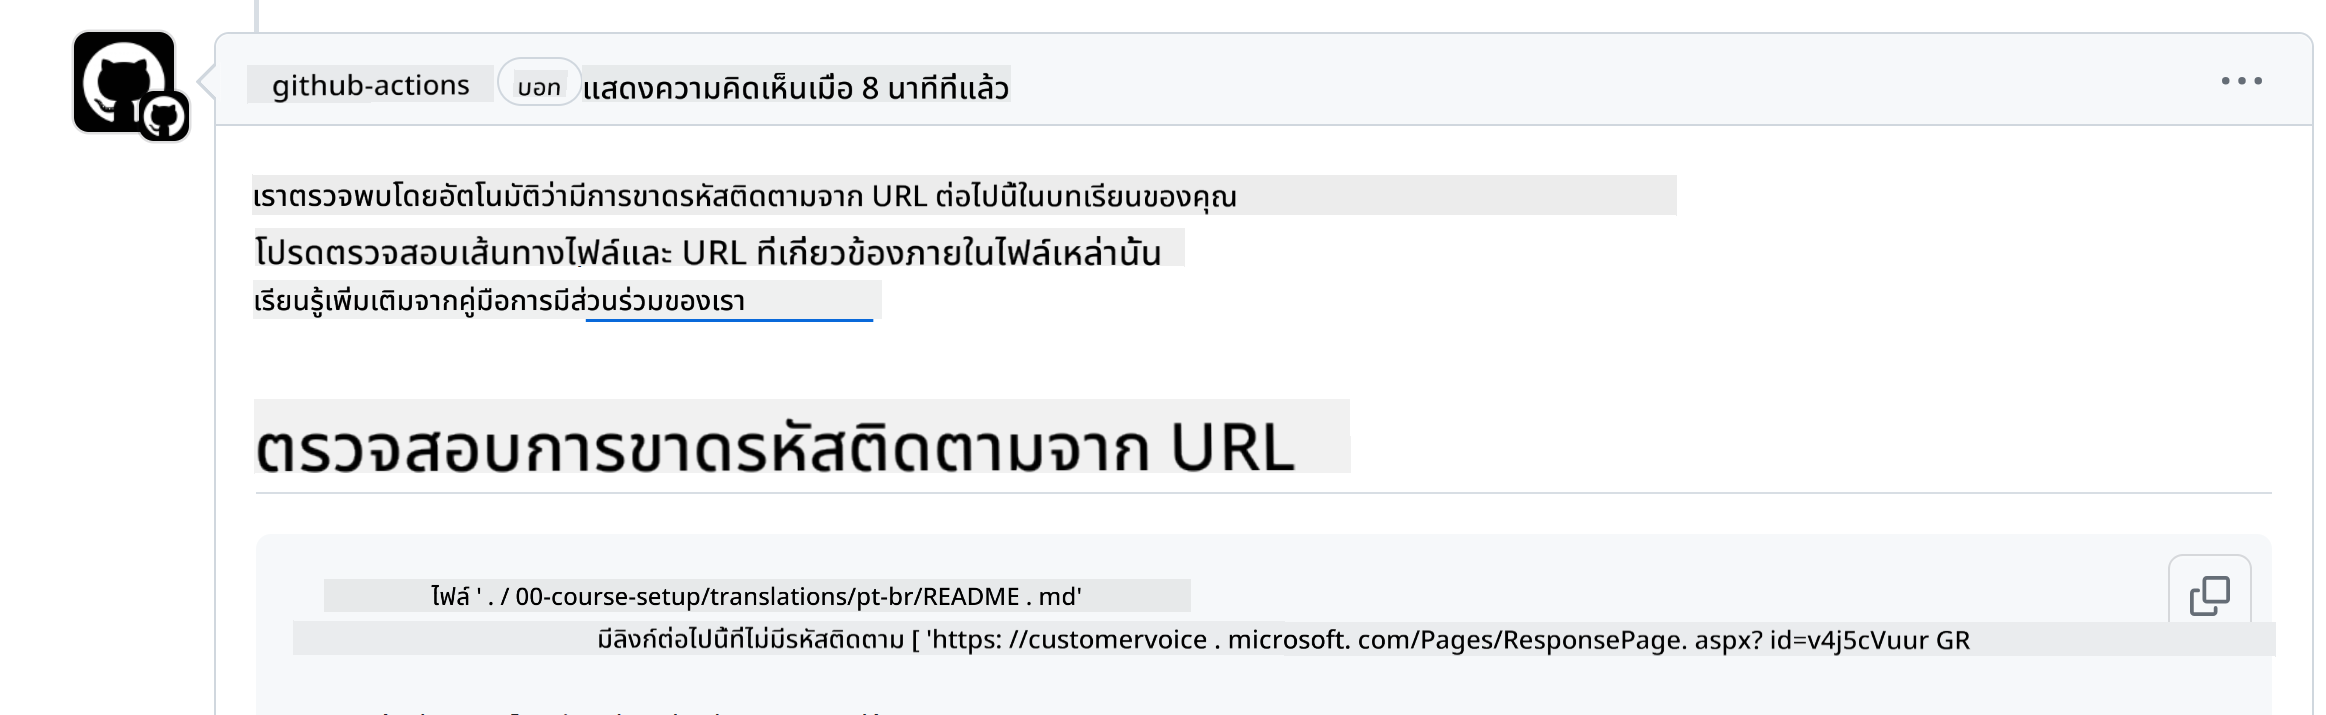 github-actions บอท แสดงความคิดเห็นเมื่อ 8 นาทีที่แล้ว
เราตรวจพบโดยอัตโนมัติว่ามีการขาดรหัสติดตามจาก URL ต่อไปนี้ในบทเรียนของคุณ
โปรดตรวจสอบเส้นทางไฟล์และ URL ที่เกี่ยวข้องภายในไฟล์เหล่านั้น
เรียนรู้เพิ่มเติมจากคู่มือการมีส่วนร่วมของเรา
ตรวจสอบการขาดรหัสติดตามจาก URL
ไฟล์ ' . / 00-course-setup/translations/pt-br/README . md'
มีลิงก์ต่อไปนี้ที่ไม่มีรหัสติดตาม [ 'https: //customervoice . microsoft. com/Pages/ResponsePage. aspx? id=v4j5cVuur GR